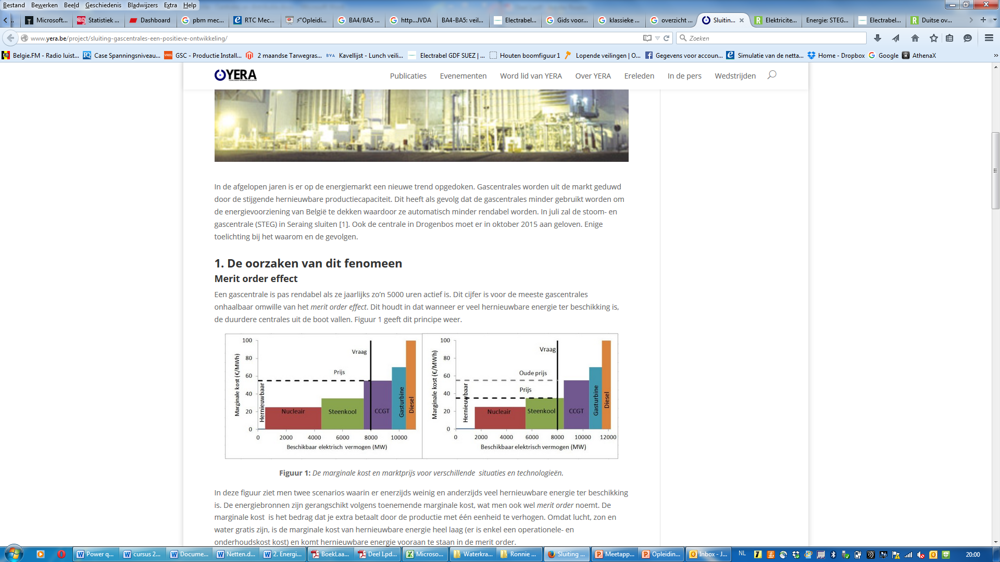 Bestand Bewerken Beeld Geschiedenis Bladwijzers Extra Help
Microsoft... Statistiek ... Dashboard pbm mec... RTC Mec... ⚡"Opleidi... BA4/BA5 ... http...JVDA BA4-BA5: veil... Electrabel... Gids voor... klassieke ... overzicht ... Sluitin... Elektricite... Energie: STEG... Electrabel... Duitse ov...
www.yera.be/project/sluiting-gascentrales-een-positieve-ontwikkeling/ Zoeken
Belgie.FM - Radio luist... Case Spanningsniveau... GSC - Productie Install... 2 maandse Tarwegras... Kavellijst - Lunch veili... Electrabel GDF SUEZ | ... Houten boomfiguur 1 Lopende veilingen | O... Gegevens voor accoun... Simulatie van de netta... Home - Dropbox Google AthenaX
YERA Publicaties Evenementen Word lid van YERA Over YERA Ereleden In de pers Wedstrijden
In de afgelopen jaren is er op de energiemarkt een nieuwe trend opgedoken. Gascentrales worden uit de markt geduwd
door de stijgende hernieuwbare productiecapaciteit. Dit heeft als gevolg dat de gascentrales minder gebruikt worden om
de energievoorziening van België te dekken waardoor ze automatisch minder rendabel worden. In juli zal de stoom- en
gascentrale (STEG) in Seraing sluiten [1]. Ook de centrale in Drogenbos moet er in oktober 2015 aan geloven. Enige
toelichting bij het waarom en de gevolgen.
1. De oorzaken van dit fenomeen
Merit order effect
Een gascentrale is pas rendabel als ze jaarlijks zo'n 5000 uren actief is. Dit cijfer is voor de meeste gascentrales
onhaalbaar omwille van het merit order effect. Dit houdt in dat wanneer er veel hernieuwbare energie ter beschikking is,
de duurdere centrales uit de boot vallen. Figuur 1 geeft dit principe weer.
Marginale kost (€/MWh)
100
80
60
40
20
0
Vraag
Prijs
Hernieuwbaar
Nucleair
Steenkool
CCGT
Gasturbine
Diesel
0 2000 4000 6000 8000 10000
Beschikbaar elektrisch vermogen (MW)
Marginale kost (€/MWh)
100
80
60
40
20
0
Vraag
Oude prijs
Prijs
Hernieuwbaar
Nucleair
Steenkool
CCGT
Gasturbine
Diesel
0 2000 4000 6000 8000 10000 12000
Beschikbaar elektrisch vermogen (MW)
Figuur 1: De marginale kost en marktprijs voor verschillende situaties en technologieën.
In deze figuur ziet men twee scenarios waarin er enerzijds weinig en anderzijds veel hernieuwbare energie ter beschikking
is. De energiebronnen zijn gerangschikt volgens toenemende marginale kost, wat men ook wel merit order noemt. De
marginale kost is het bedrag dat je extra betaalt door de productie met één eenheid te verhogen. Omdat lucht, zon en
water gratis zijn, is de marginale kost van hernieuwbare energie heel laag (er is enkel een operationele- en
onderhoudskost kost) en komt hernieuwbare energie vooraan te staan in de merit order.
Power q... cursus 2... Docume... Netten.d... 2. Energi... BoekLaa... Deel I.pd... Microso... Waterkra... Ronnie ... Sluiting ... Meetapp... Opleidin... Inbox - J... NL 20:00